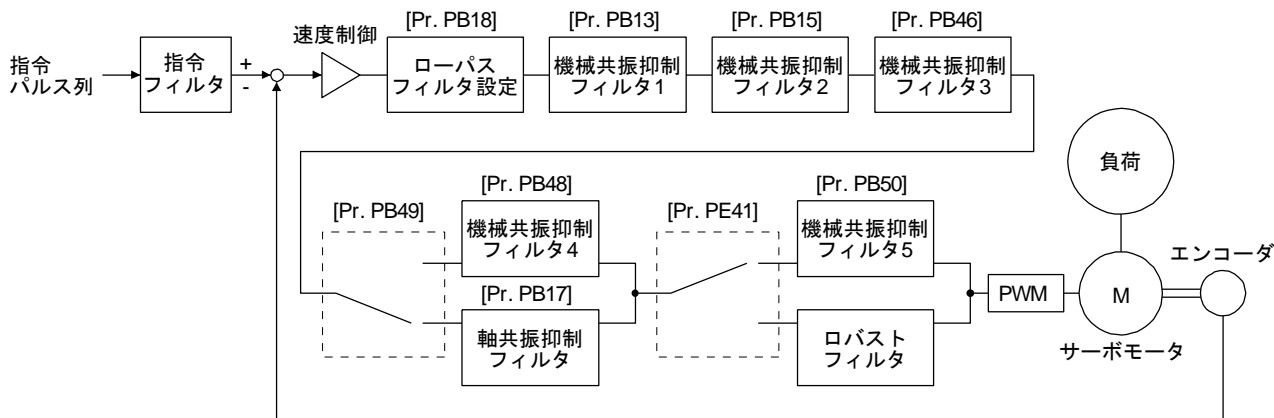 [Pr. PB18]
[Pr. PB13]
[Pr. PB15]
[Pr. PB46]
速度制御
指令
パルス列
指令
フィルタ
+
-
ローパス
フィルタ設定
機械共振抑制
フィルタ1
機械共振抑制
フィルタ2
機械共振抑制
フィルタ3
負荷
[Pr. PB48]
[Pr. PB50]
[Pr. PB49]
[Pr. PE41]
機械共振抑制
フィルタ4
機械共振抑制
フィルタ5
エンコーダ
[Pr. PB17]
PWM
M
軸共振抑制
フィルタ
ロバスト
フィルタ
サーボモータ